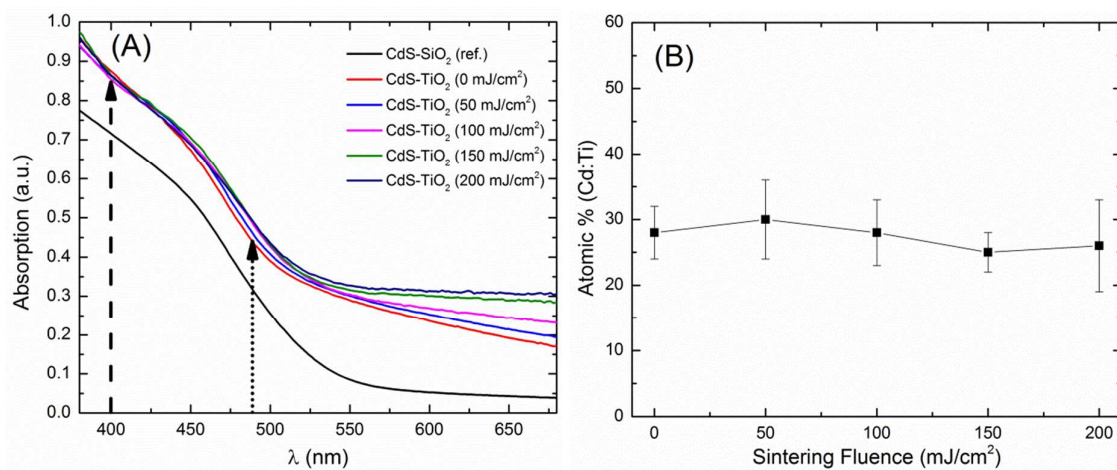 (A)
CdS-SiO₂ (ref.)
CdS-TiO₂ (0 mJ/cm²)
CdS-TiO₂ (50 mJ/cm²)
CdS-TiO₂ (100 mJ/cm²)
CdS-TiO₂ (150 mJ/cm²)
CdS-TiO₂ (200 mJ/cm²)
Absorption (a.u.)
1.0
0.9
0.8
0.7
0.6
0.5
0.4
0.3
0.2
0.1
0.0
400 450 500 550 600 650
λ (nm)
(B)
Atomic % (Cd:Ti)
60
50
40
30
20
10
0
0 50 100 150 200
Sintering Fluence (mJ/cm²)